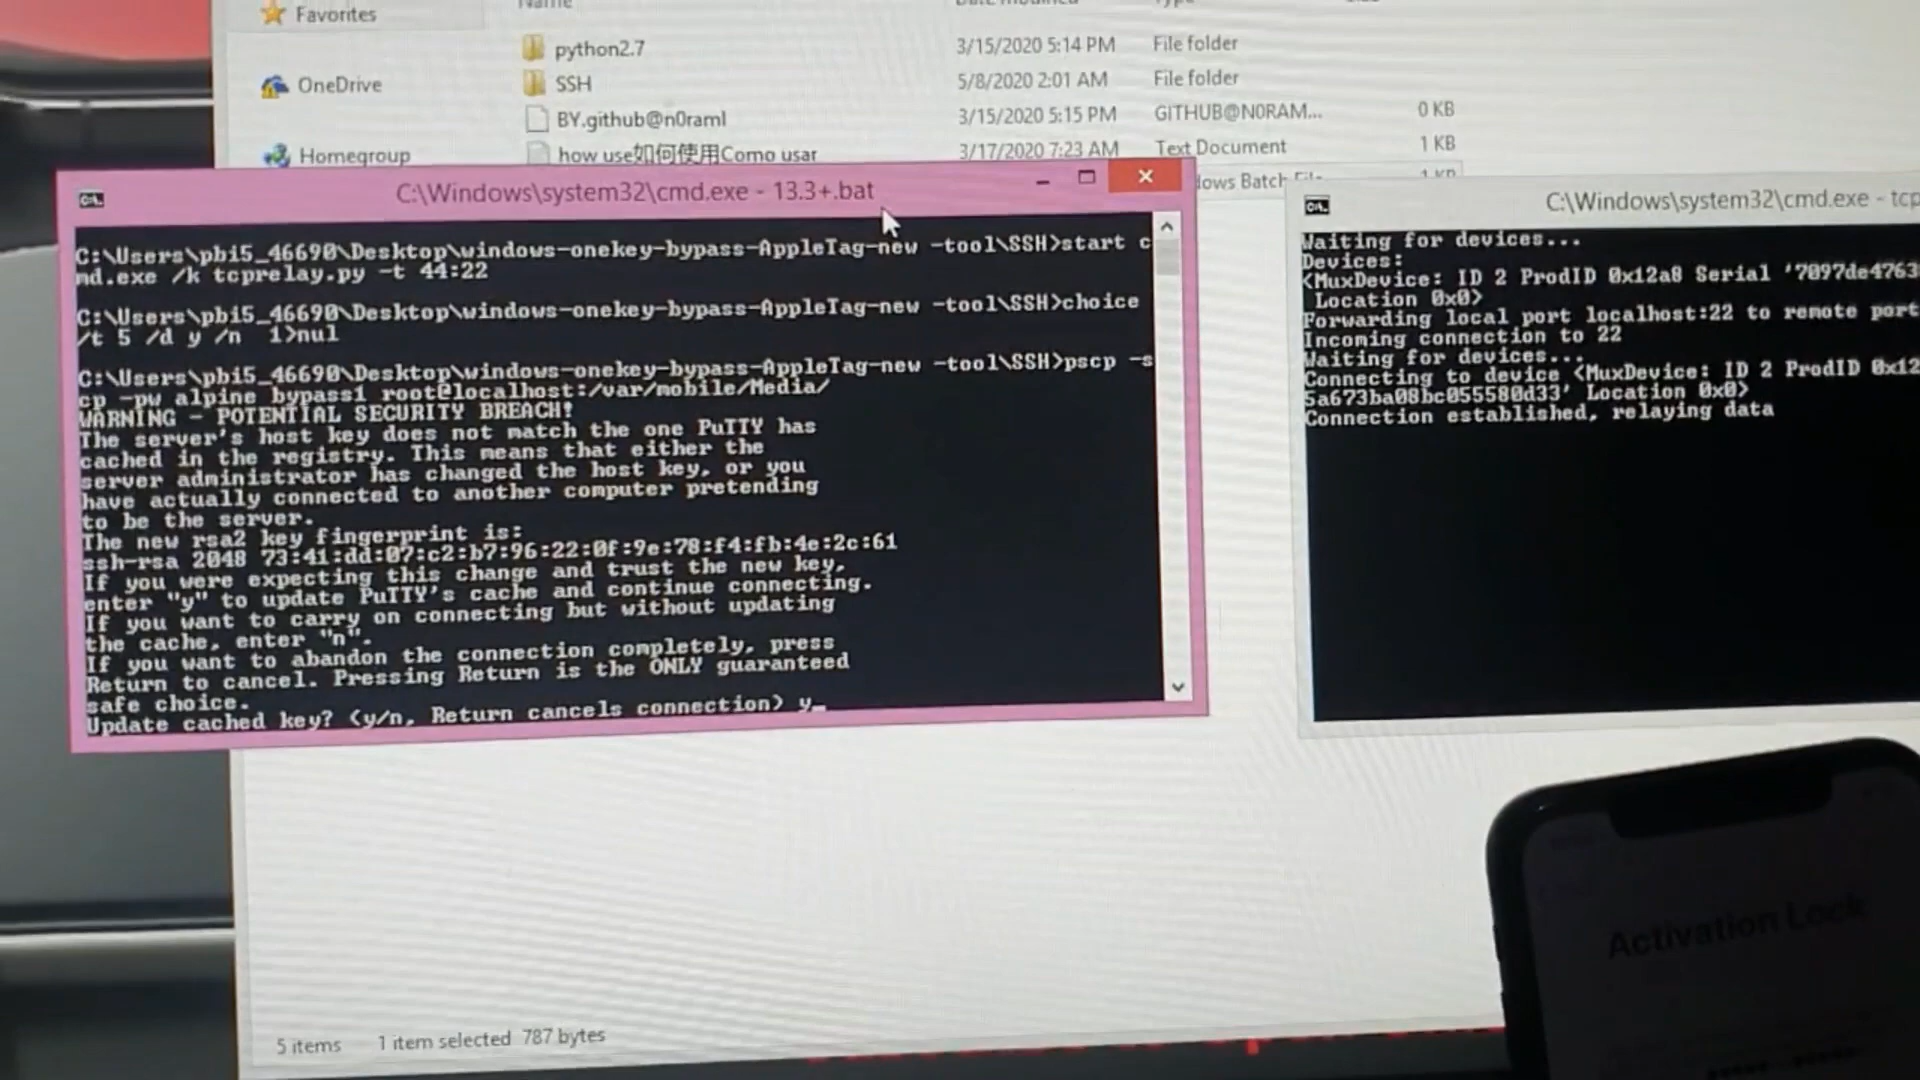 Favorites
python2.7
3/15/2020 5:14 PM
File folder
OneDrive
SSH
5/8/2020 2:01 AM
File folder
BY.github@n0raml
3/15/2020 5:15 PM
GITHUB@N0RAM...
0 KB
Homegroup
how use如何使用Como usar
3/17/2020 7:23 AM
Text Document
1 KB
C:\Windows\system32\cmd.exe - 13.3+.bat
C:\Users\pbi5_46690\Desktop\windows-onekey-bypass-AppleTag-new -tool\SSH>start c
md.exe /k tcprelay.py -t 44:22
C:\Users\pbi5_46690\Desktop\windows-onekey-bypass-AppleTag-new -tool\SSH>choice
/t 5 /d y /n 1>nul
C:\Users\pbi5_46690\Desktop\windows-onekey-bypass-AppleTag-new -tool\SSH>pscp -s
cp -pw alpine bypass1 root@localhost:/var/mobile/Media/
WARNING - POTENTIAL SECURITY BREACH!
The server's host key does not match the one PuTTY has
cached in the registry. This means that either the
server administrator has changed the host key, or you
have actually connected to another computer pretending
to be the server.
The new rsa2 key fingerprint is:
ssh-rsa 2048 73:41:dd:07:c2:b7:96:22:0f:9e:78:f4:fb:4e:2c:61
If you were expecting this change and trust the new key,
enter "y" to update PuTTY's cache and continue connecting.
If you want to carry on connecting but without updating
the cache, enter "n".
If you want to abandon the connection completely, press
Return to cancel. Pressing Return is the ONLY guaranteed
safe choice.
Update cached key? (y/n, Return cancels connection) y_
C:\Windows\system32\cmd.exe - tcp
Waiting for devices...
Devices:
<MuxDevice: ID 2 ProdID 0x12a8 Serial '7097de4763
Location 0x0>
Forwarding local port localhost:22 to remote port
Incoming connection to 22
Waiting for devices...
Connecting to device <MuxDevice: ID 2 ProdID 0x12
5a673ba08bc055580d33' Location 0x0>
Connection established, relaying data
Activation Lock
5 items
1 item selected 787 bytes